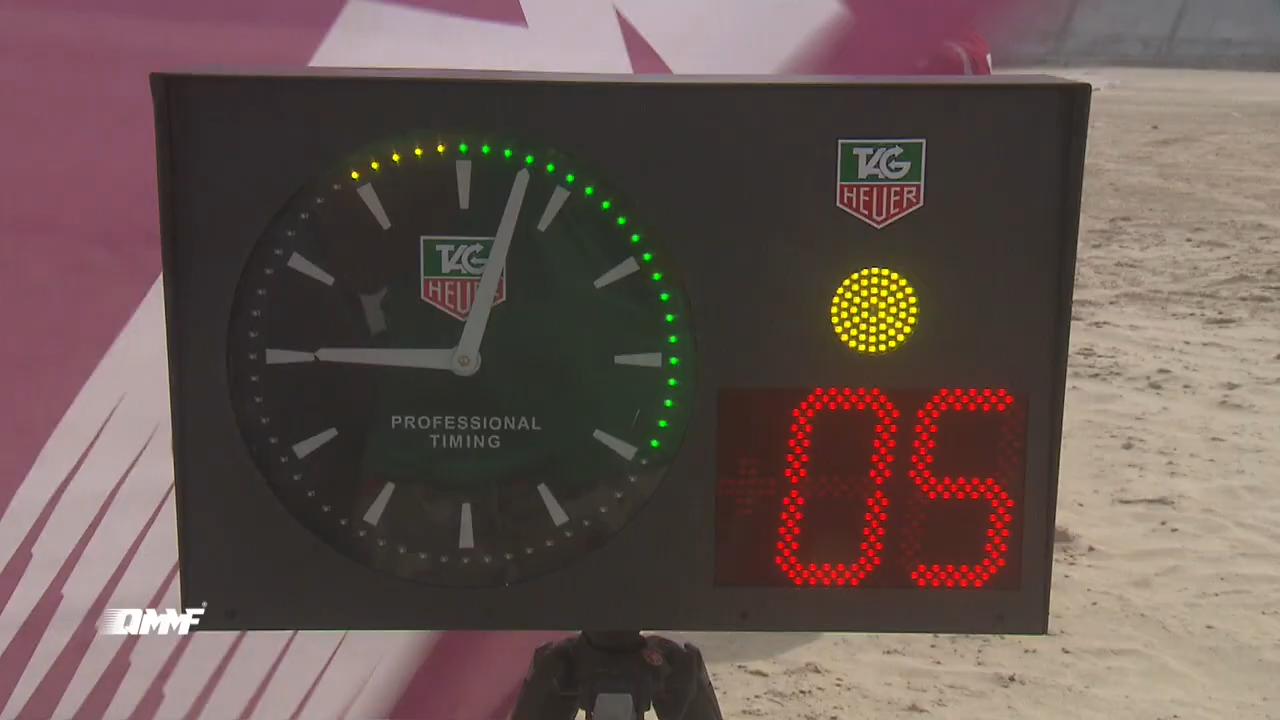 TAG
HEUER
TAG
HEUER
PROFESSIONAL
TIMING
05
QMMF